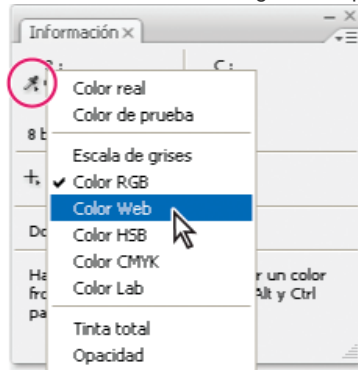 Información ×
C :
Color real
Color de prueba
8 b
Escala de grises
Color RGB
Color Web
Color HSB
Do
Color CMYK
Ha r un color
Color Lab
Alt y Ctrl
pa
Tinta total
Opacidad